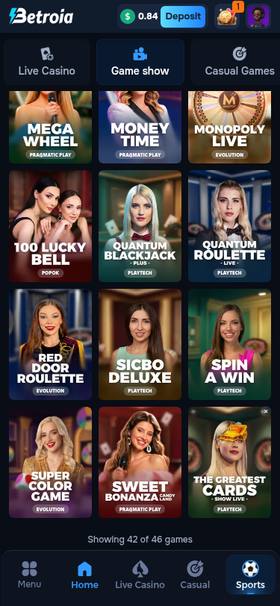 Betroia
$ 0.84 Deposit
1
Live Casino
Game show
Casual Games
MEGA
WHEEL
PRAGMATIC PLAY
MONEY
TIME
PRAGMATIC PLAY
M
MONOPOLY
LIVE
EVOLUTION
100 LUCKY
BELL
POPOK
QUANTUM
BLACKJACK
- PLUS -
PLAYTECH
QUANTUM
ROULETTE
- LIVE -
PLAYTECH
RED
DOOR
ROULETTE
EVOLUTION
SICBO
DELUXE
PLAYTECH
SPIN
A WIN
PLAYTECH
SUPER
COLOR
GAME
EVOLUTION
SWEET
BONANZA CANDY
LAND
PRAGMATIC PLAY
THE GREATEST
CARDS
- SHOW LIVE -
PLAYTECH
Showing 42 of 46 games
Menu
Home
Live Casino
Casual
Sports